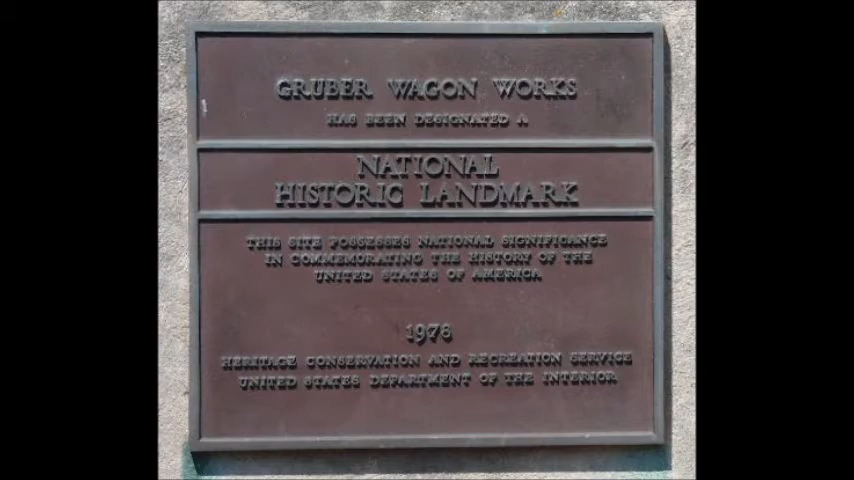 GRUBER WAGON WORKS
HAS BEEN DESIGNATED A
NATIONAL
HISTORIC LANDMARK
THIS SITE POSSESSES NATIONAL SIGNIFICANCE
IN COMMEMORATING THE HISTORY OF THE
UNITED STATES OF AMERICA
1978
HERITAGE CONSERVATION AND RECREATION SERVICE
UNITED STATES DEPARTMENT OF THE INTERIOR